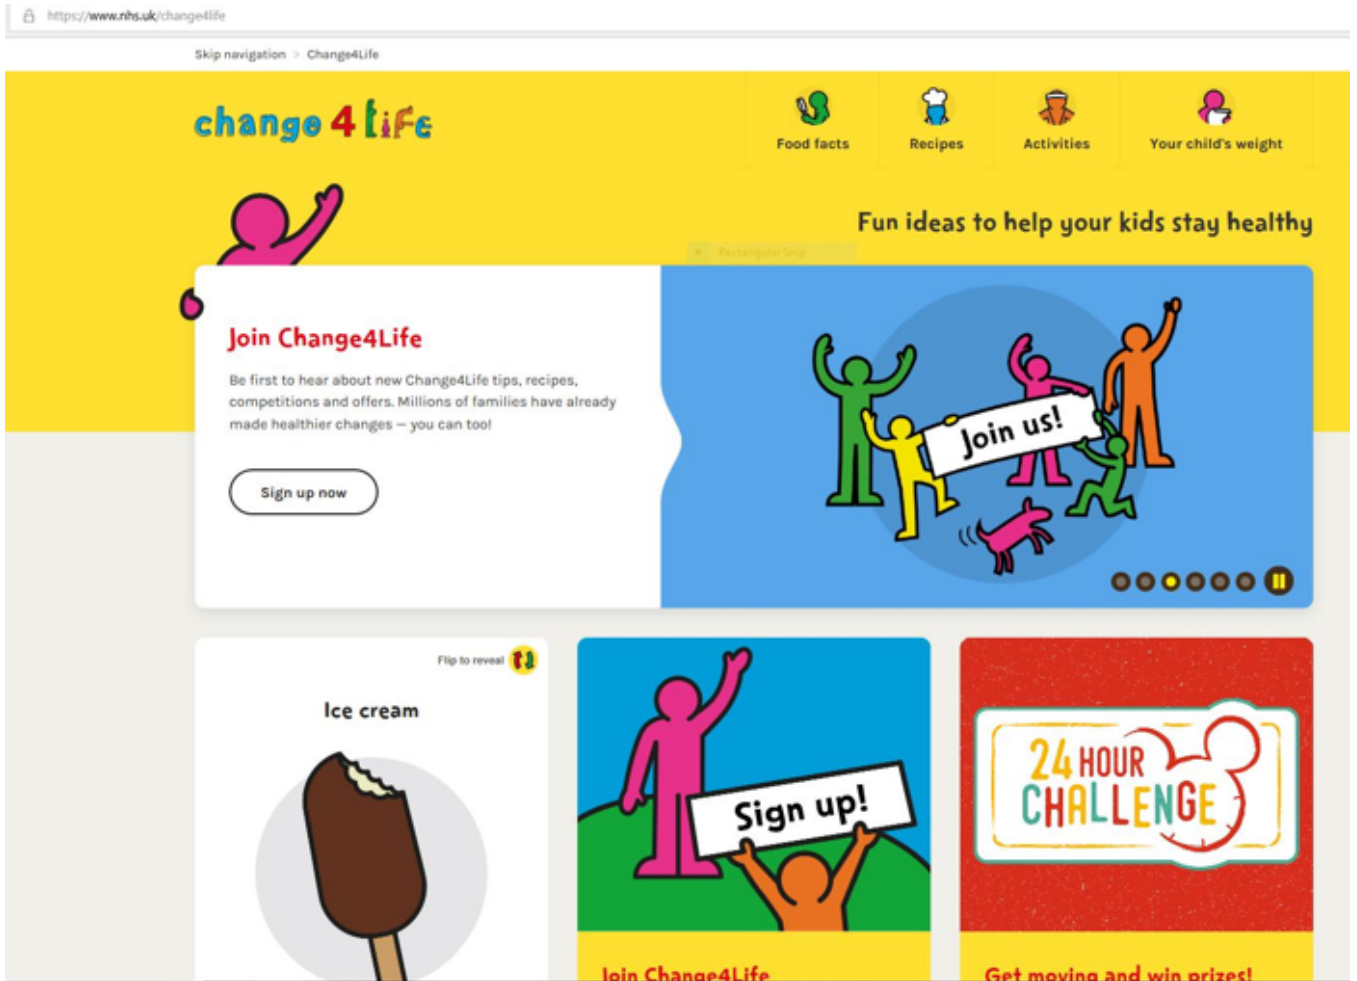 https://www.nhs.uk/change4life
Skip navigation > Change4Life
change 4 life
Food facts
Recipes
Activities
Your child's weight
Fun ideas to help your kids stay healthy
Rectangular Snip
Join Change4Life
Be first to hear about new Change4Life tips, recipes,
competitions and offers. Millions of families have already
made healthier changes – you can too!
Sign up now
Join us!
Flip to reveal
Ice cream
Sign up!
24 HOUR
CHALLENGE
Join Change4Life
Get moving and win prizes!